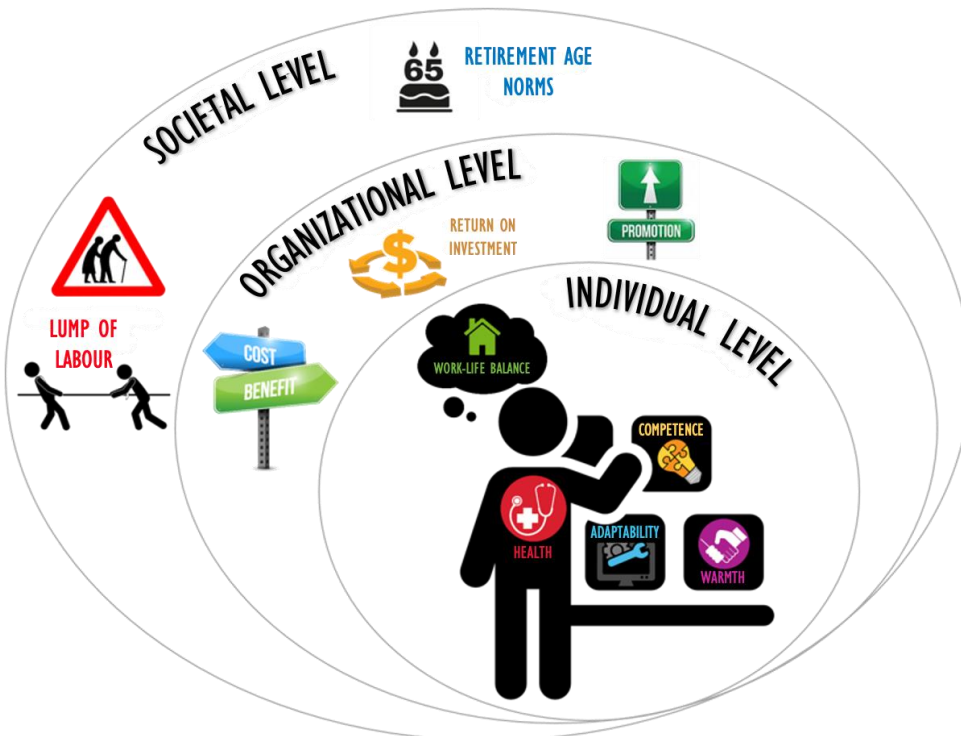 SOCIETAL LEVEL
65
RETIREMENT AGE
NORMS
ORGANIZATIONAL LEVEL
PROMOTION
RETURN ON
INVESTMENT
$
INDIVIDUAL LEVEL
LUMP OF
LABOUR
COST
BENEFIT
WORK-LIFE BALANCE
COMPETENCE
HEALTH
ADAPTABILITY
WARMTH